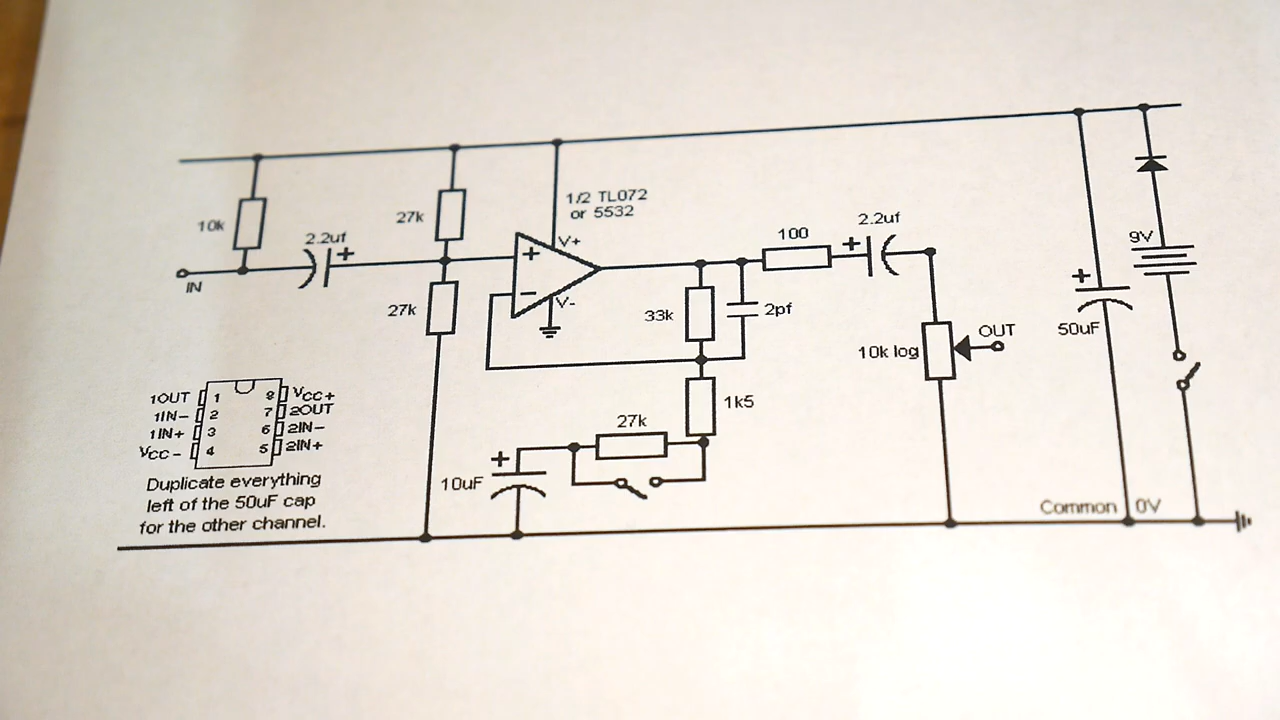 1/2 TL072
or 5532
10k
27k
2.2uf
+
IN
V+
+
-
V-
27k
33k
2pf
100
+
2.2uf
10k log
OUT
9V
+
50uF
1k5
27k
+
10uF
1OUT 1 8 VCC+
1IN- 2 7 2OUT
1IN+ 3 6 2IN-
VCC- 4 5 2IN+
Duplicate everything
left of the 50uF cap
for the other channel.
Common 0V